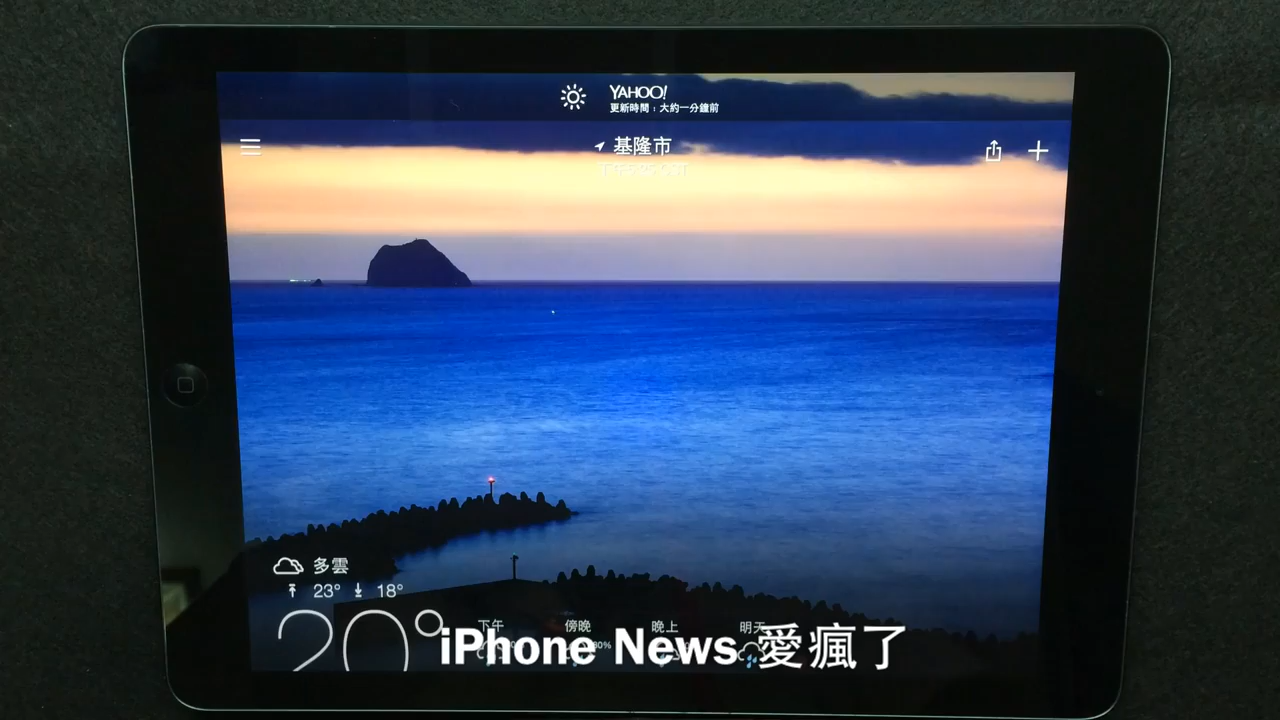 YAHOO!
更新時間：大約一分鐘前
基隆市
多雲
23° 18°
20°
下午 傍晚 晚上 明天
iPhone News 愛瘋了